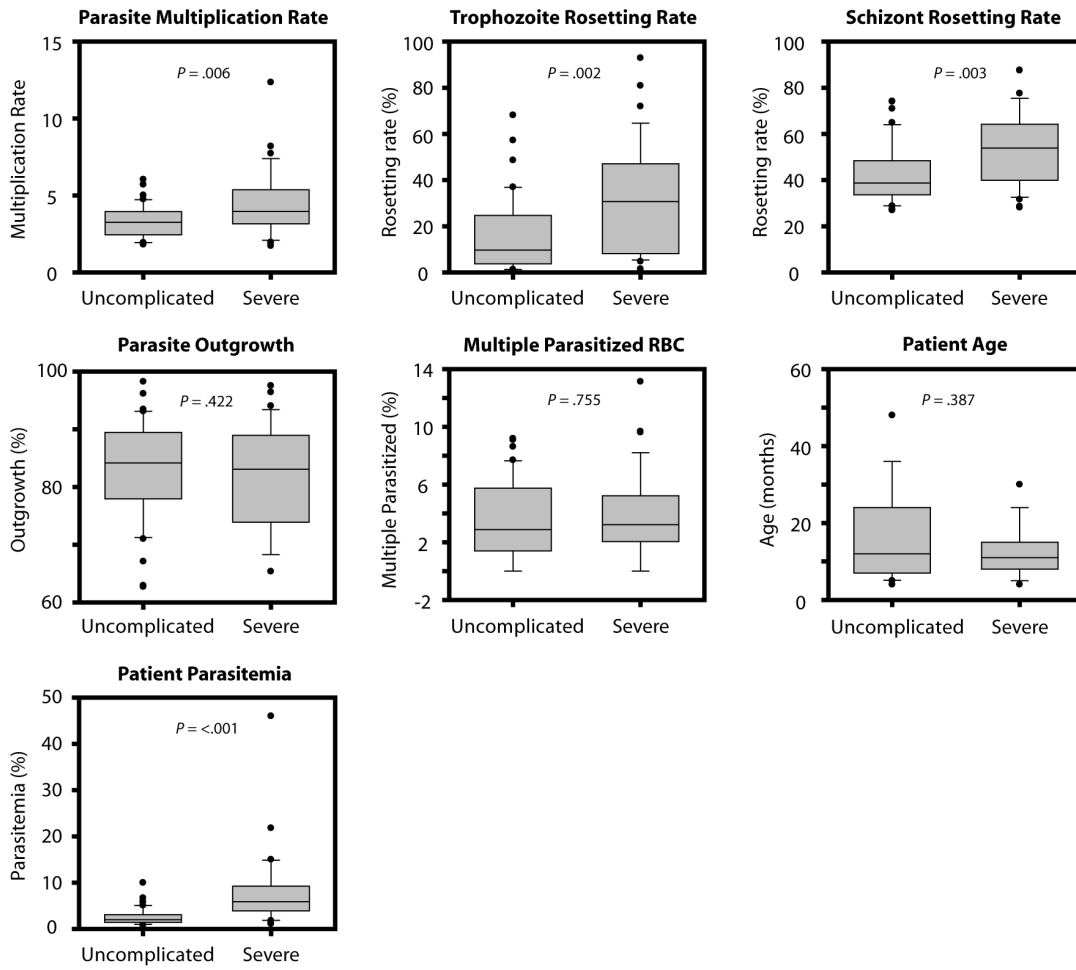 Parasite Multiplication Rate
Trophozoite Rosetting Rate
Schizont Rosetting Rate
Multiplication Rate
15
10
5
0
P = .006
Uncomplicated Severe
Rosetting rate (%)
100
80
60
40
20
0
P = .002
Uncomplicated Severe
Rosetting rate (%)
100
80
60
40
20
0
P = .003
Uncomplicated Severe
Parasite Outgrowth
Multiple Parasitized RBC
Patient Age
Outgrowth (%)
100
80
60
P = .422
Uncomplicated Severe
Multiple Parasitized (%)
14
10
6
2
-2
P = .755
Uncomplicated Severe
Age (months)
60
40
20
0
P = .387
Uncomplicated Severe
Patient Parasitemia
Parasitemia (%)
50
40
30
20
10
0
P = <.001
Uncomplicated Severe